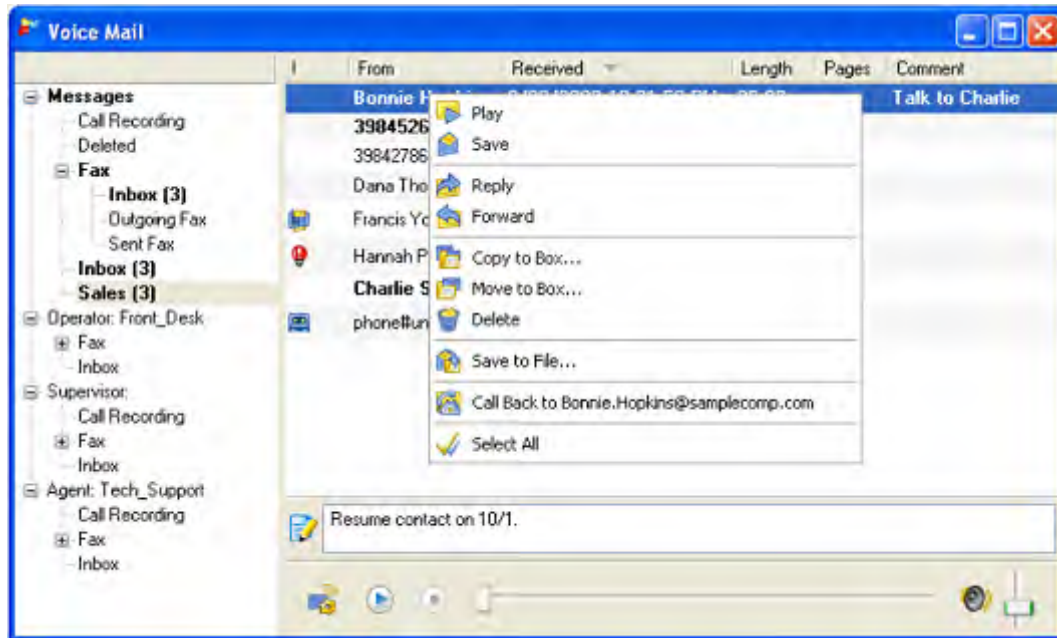 Voice Mail
! From Received Length Pages Comment
Messages
Call Recording
Deleted
Fax
Inbox (3)
Outgoing Fax
Sent Fax
Inbox (3)
Sales (3)
Operator: Front_Desk
Fax
Inbox
Supervisor:
Call Recording
Fax
Inbox
Agent: Tech_Support
Call Recording
Fax
Inbox
Bonnie Talk to Charlie
3984526
39842786
Dana Tho
Francis Yo
Hannah P
Charlie S
phone#un
Play
Save
Reply
Forward
Copy to Box...
Move to Box...
Delete
Save to File...
Call Back to Bonnie.Hopkins@samplecomp.com
Select All
Resume contact on 10/1.